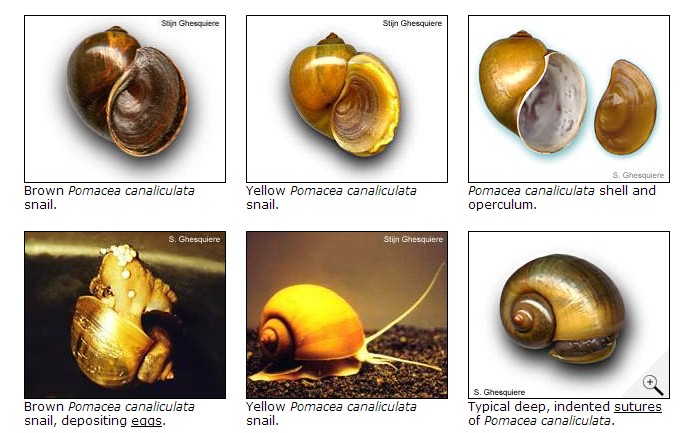 Stijn Ghesquiere
Stijn Ghesquiere
S. Ghesquiere
Brown Pomacea canaliculata
snail.
Yellow Pomacea canaliculata
snail.
Pomacea canaliculata shell and
operculum.
S. Ghesquiere
Stijn Ghesquiere
S. Ghesquiere
Brown Pomacea canaliculata
snail, depositing eggs.
Yellow Pomacea canaliculata
snail.
Typical deep, indented sutures
of Pomacea canaliculata.